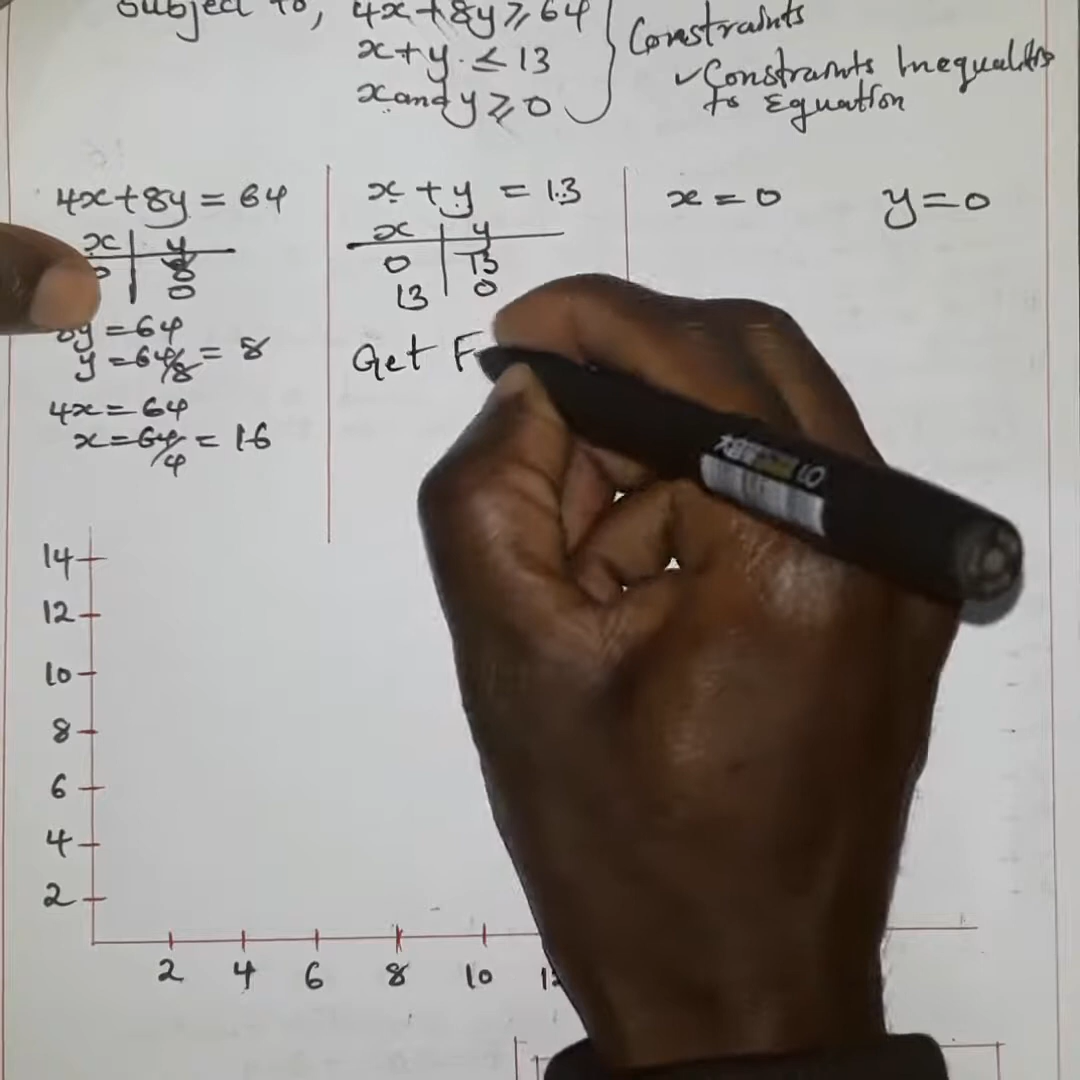 Subject to, 4x + 8y ≥ 64
x + y ≤ 13
x and y ≥ 0
Constraints
✓Constraints Inequalities
to Equation
4x+8y = 64
x y
0 8
0
8y = 64
y = 64/8 = 8
4x = 64
x = 64/4 = 16
x + y = 13
x y
0 13
13 0
Get F
x = 0 y = 0
14
12
10
8
6
4
2
2 4 6 8 10